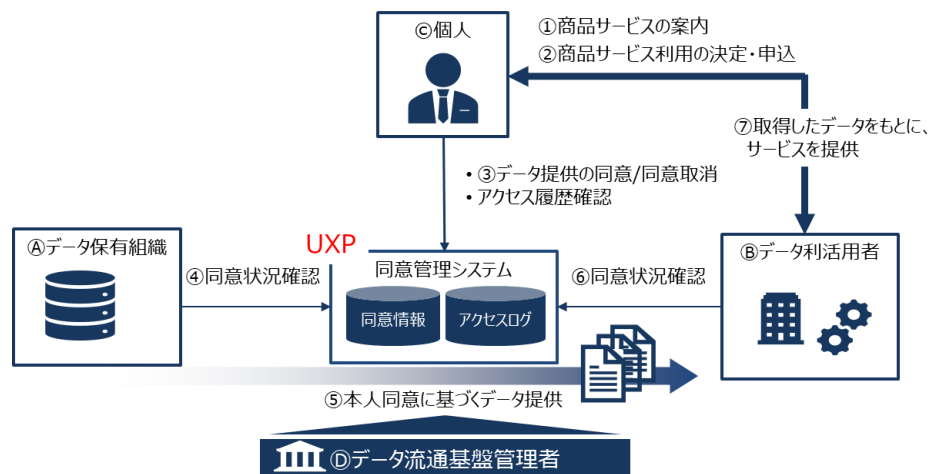 Ⓒ個人
①商品サービスの案内
②商品サービス利用の決定・申込
⑦取得したデータをもとに、
サービスを提供
・③データ提供の同意/同意取消
・アクセス履歴確認
Ⓐデータ保有組織
UXP
同意管理システム
Ⓑデータ利活用者
④同意状況確認
⑥同意状況確認
同意情報
アクセスログ
⑤本人同意に基づくデータ提供
Ⓓデータ流通基盤管理者